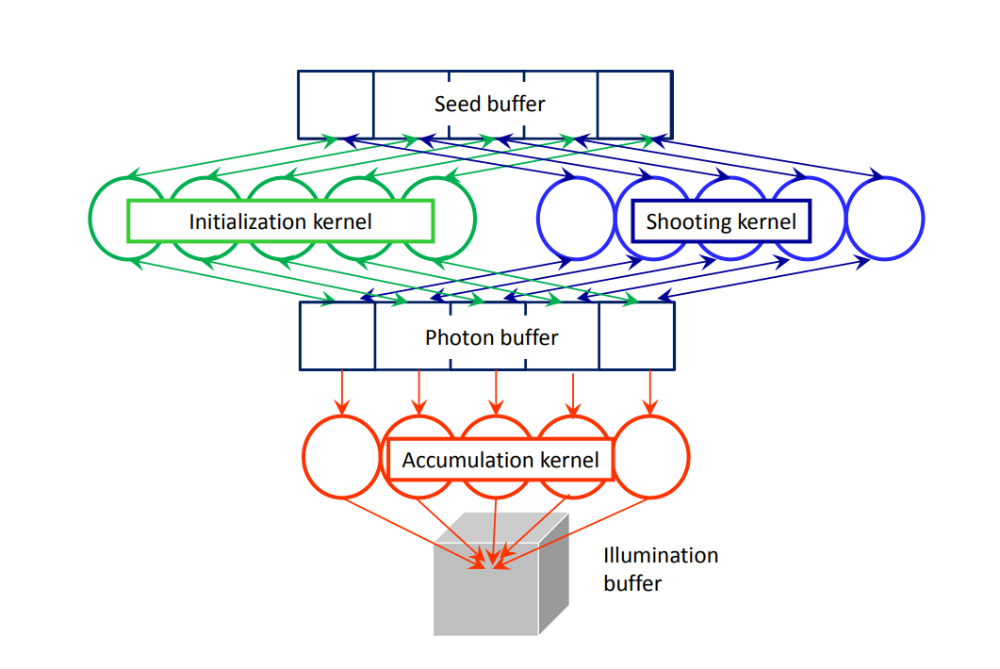 Seed buffer
Initialization kernel
Shooting kernel
Photon buffer
Accumulation kernel
Illumination
buffer